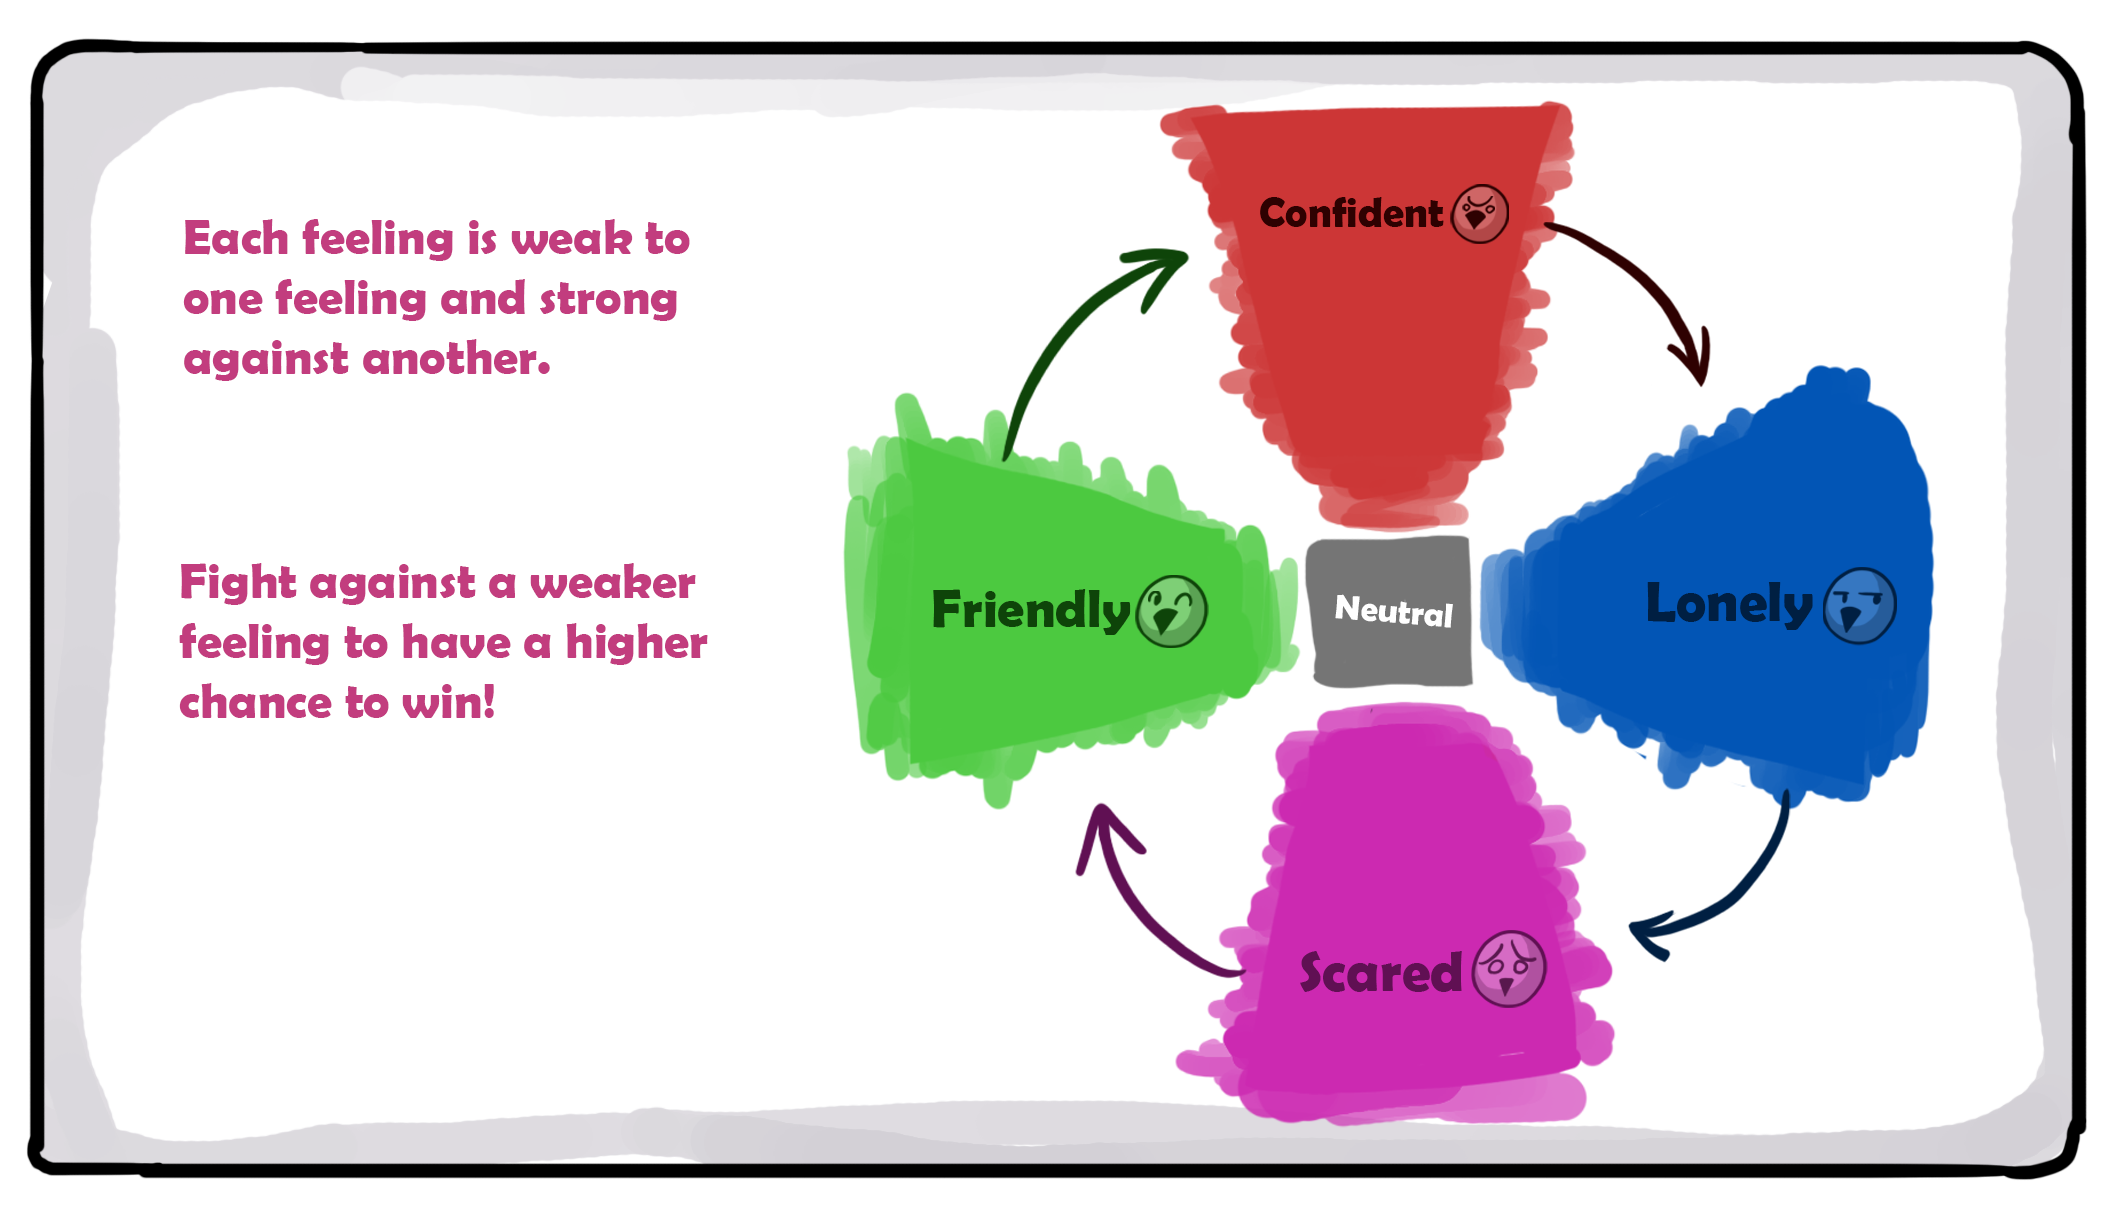 Each feeling is weak to
one feeling and strong
against another.
Fight against a weaker
feeling to have a higher
chance to win!
Confident
Friendly
Neutral
Lonely
Scared